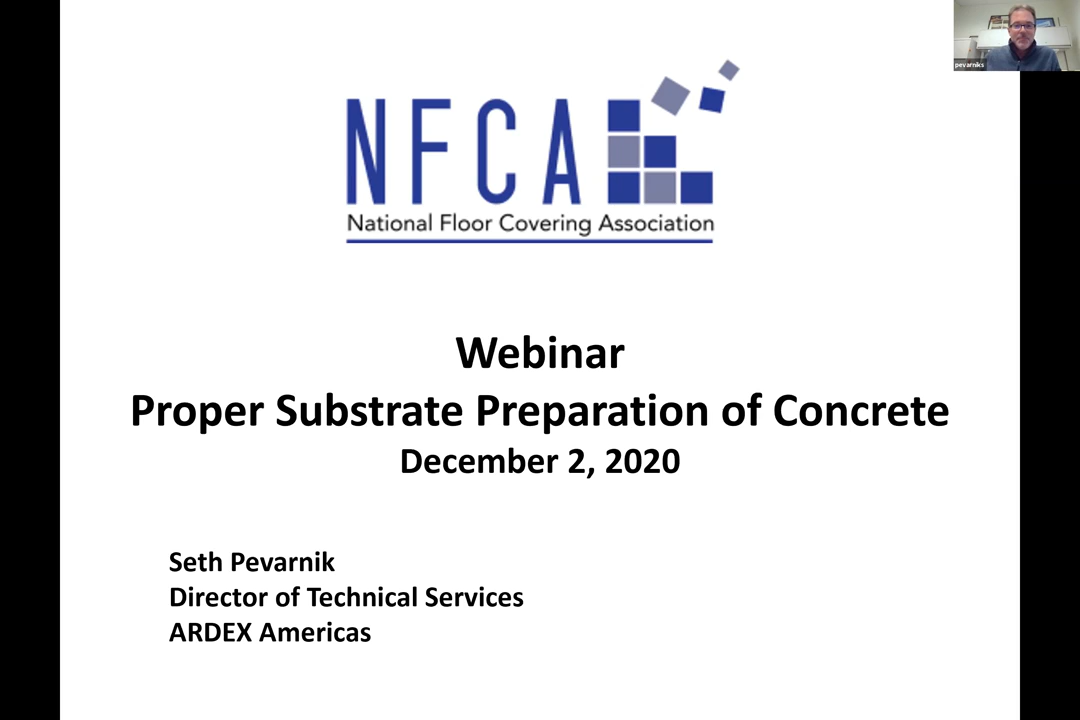 pevarniks
NFCA
National Floor Covering Association
Webinar
Proper Substrate Preparation of Concrete
December 2, 2020
Seth Pevarnik
Director of Technical Services
ARDEX Americas